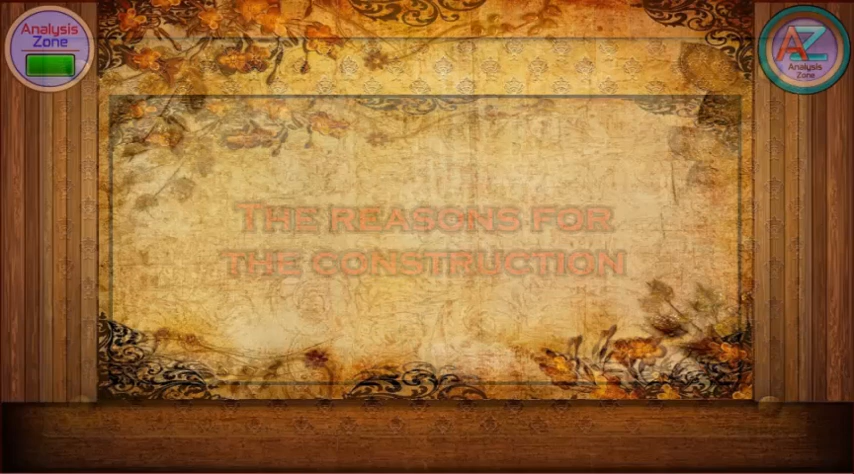 Analysis
Zone
AZ
Analysis
Zone
The reasons for
the construction